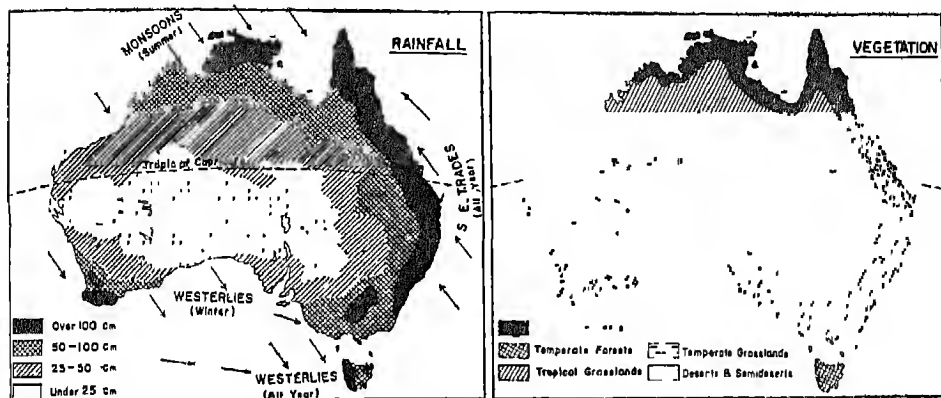 RAINFALL
MONSOONS
(Summer)
Tropic of Capr.
S E. TRADES
(All Year)
WESTERLIES
(Winter)
WESTERLIES
(All Year)
Over 100 Cm
50-100 Cm
25-50 Cm
Under 25 Cm
VEGETATION
Temperate Forests
Temperate Grasslands
Tropical Grasslands
Deserts & Semideserts